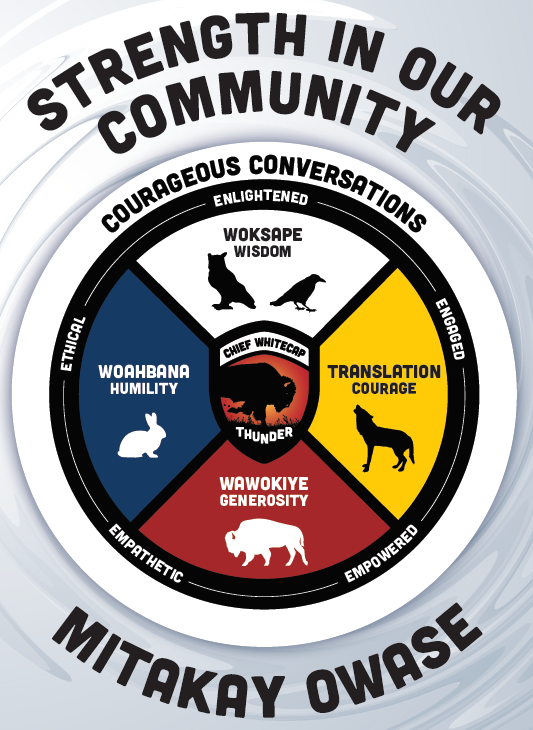 STRENGTH IN OUR
COMMUNITY
COURAGEOUS CONVERSATIONS
ENLIGHTENED
WOKSAPE
WISDOM
ETHICAL
ENGAGED
CHIEF WHITECAP
THUNDER
WOAHBANA
HUMILITY
TRANSLATION
COURAGE
WAWOKIYE
GENEROSITY
EMPATHETIC
EMPOWERED
MITAKAY OWASE